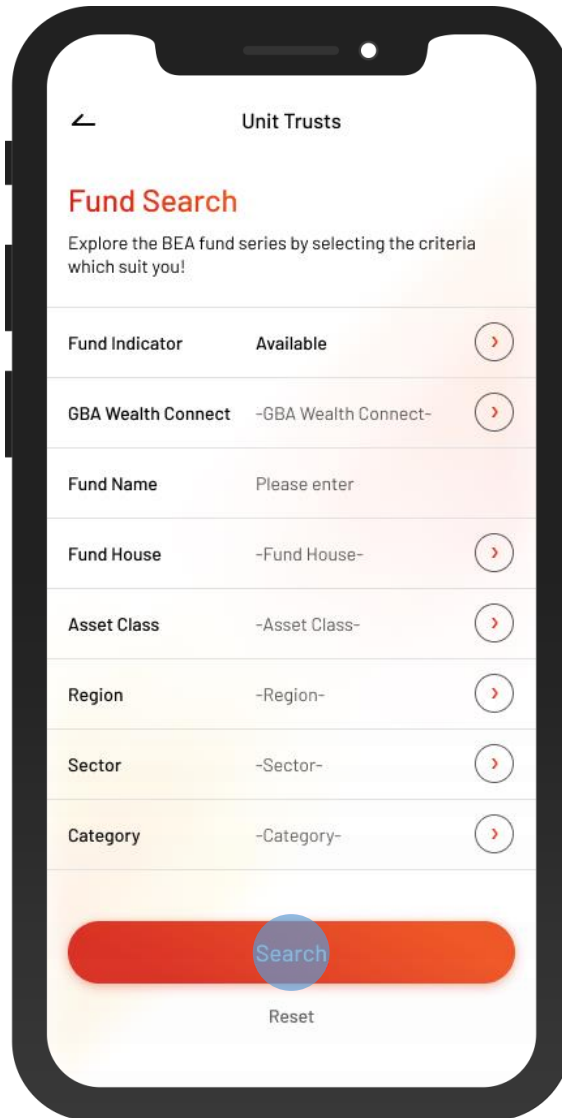 Unit Trusts
Fund Search
Explore the BEA fund series by selecting the criteria
which suit you!
Fund Indicator Available
GBA Wealth Connect -GBA Wealth Connect-
Fund Name Please enter
Fund House -Fund House-
Asset Class -Asset Class-
Region -Region-
Sector -Sector-
Category -Category-
Search
Reset